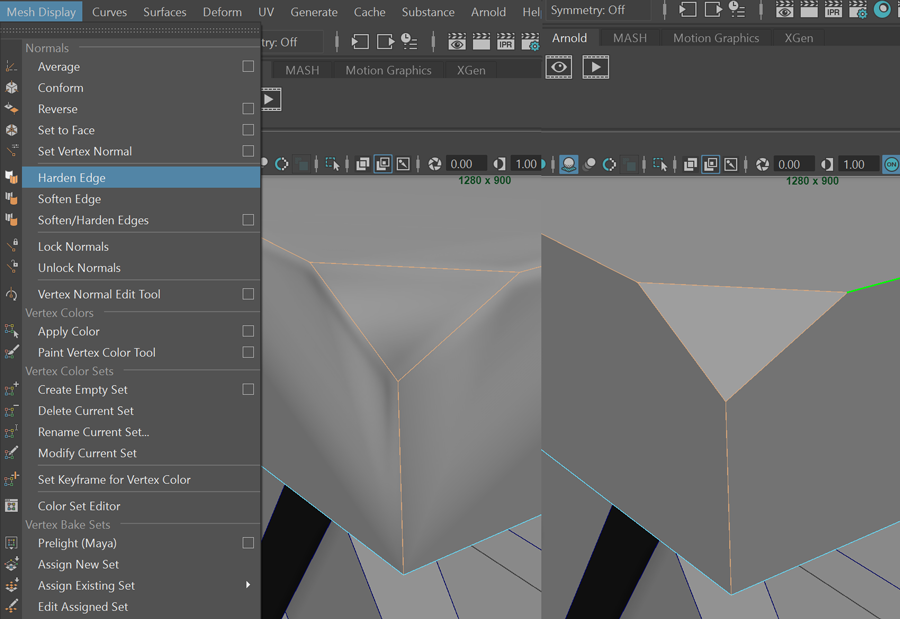 Mesh Display Curves Surfaces Deform UV Generate Cache Substance Arnold Hel
Symmetry: Off
try: Off
IPR
IPR
Arnold MASH Motion Graphics XGen
MASH Motion Graphics XGen
Normals
Average
Conform
Reverse
Set to Face
Set Vertex Normal
Harden Edge
Soften Edge
Soften/Harden Edges
Lock Normals
Unlock Normals
Vertex Normal Edit Tool
Vertex Colors
Apply Color
Paint Vertex Color Tool
Vertex Color Sets
Create Empty Set
Delete Current Set
Rename Current Set...
Modify Current Set
Set Keyframe for Vertex Color
Color Set Editor
Vertex Bake Sets
Prelight (Maya)
Assign New Set
Assign Existing Set
Edit Assigned Set
0.00 1.00
0.00 1.00 ON
1280 x 900
1280 x 900